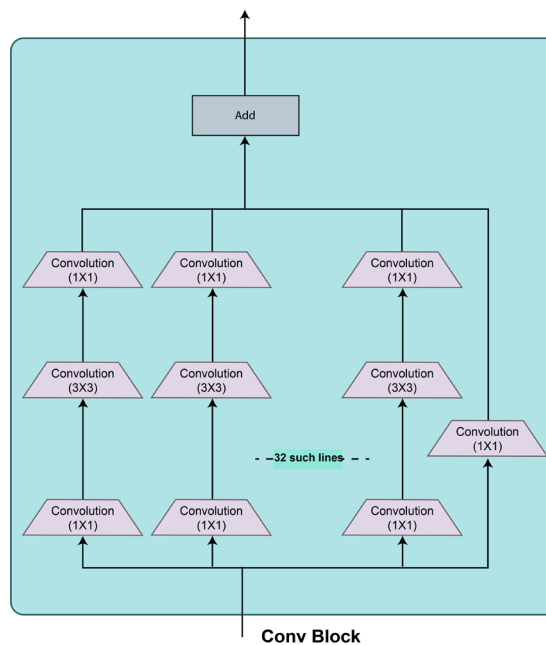 Add
Convolution
(1X1)
Convolution
(1X1)
Convolution
(1X1)
Convolution
(3X3)
Convolution
(3X3)
Convolution
(3X3)
Convolution
(1X1)
32 such lines
Convolution
(1X1)
Convolution
(1X1)
Convolution
(1X1)
Conv Block